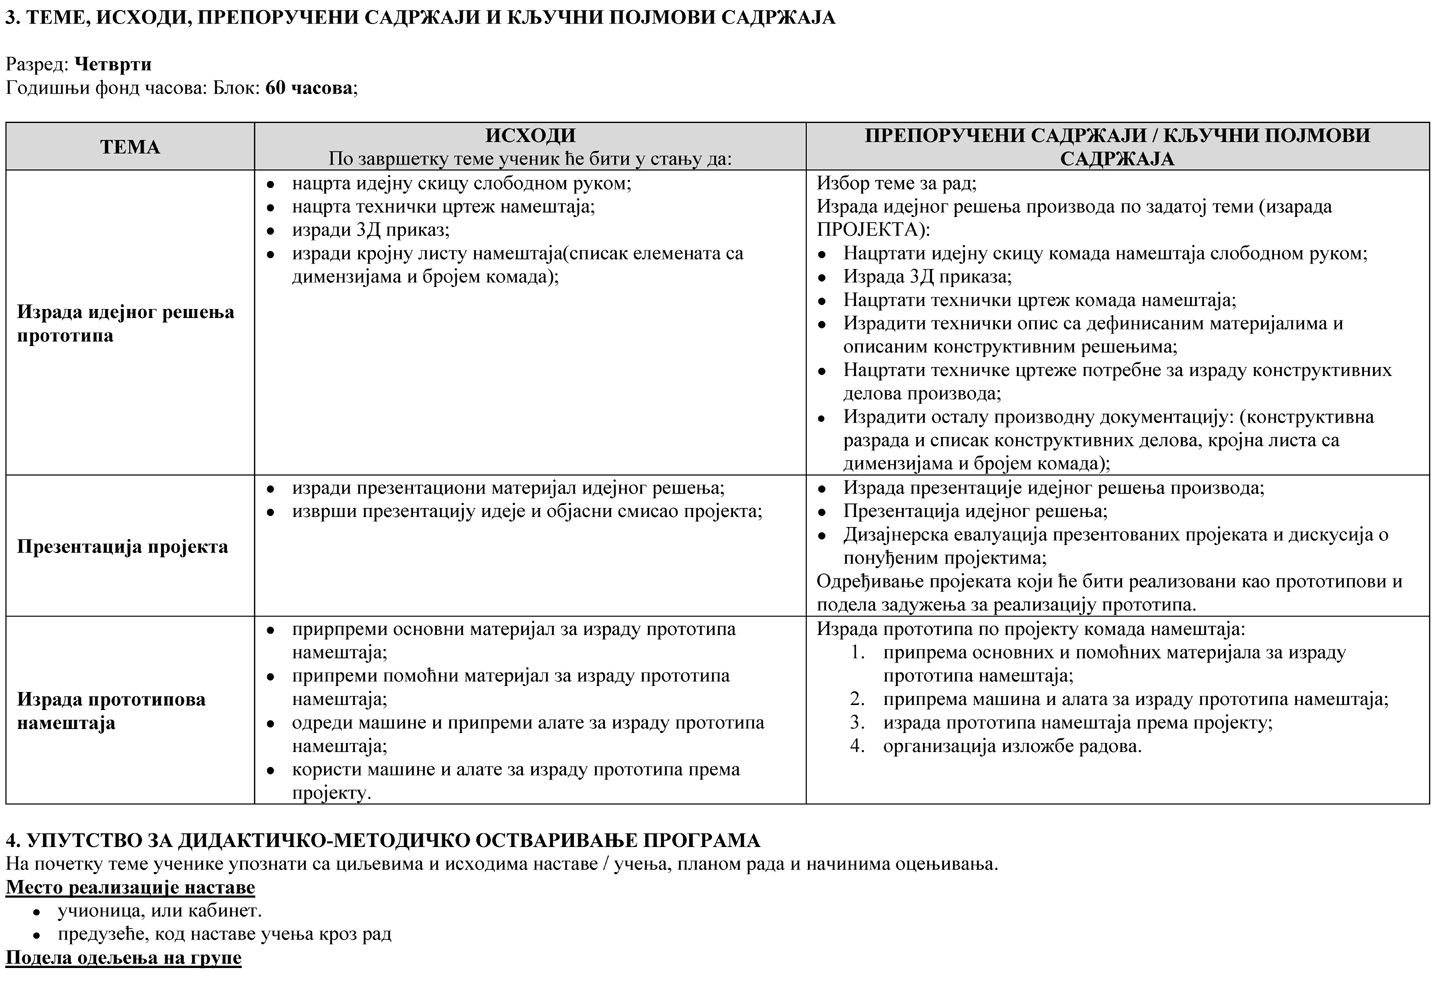 3. ТЕМЕ, ИСХОДИ, ПРЕПОРУЧЕНИ САДРЖАЈИ И КЉУЧНИ ПОЈМОВИ САДРЖАЈА
Разред: Четврти
Годишњи фонд часова: Блок: 60 часова;
ТЕМА
ИСХОДИ
По завршетку теме ученик ће бити у стању да:
ПРЕПОРУЧЕНИ САДРЖАЈИ / КЉУЧНИ ПОЈМОВИ
САДРЖАЈА
Израда идејног решења
прототипа
• нацрта идејну скицу слободном руком;
• нацрта технички цртеж намештаја;
• изради 3Д приказ;
• изради кројну листу намештаја(списак елемената са
димензијама и бројем комада);
Избор теме за рад;
Израда идејног решења производа по задатој теми (изарада
ПРОЈЕКТА):
• Нацртати идејну скицу комада намештаја слободном руком;
• Израда 3Д приказа;
• Нацртати технички цртеж комада намештаја;
• Израдити технички опис са дефинисаним материјалима и
описаним конструктивним решењима;
• Нацртати техничке цртеже потребне за израду конструктивних
делова производа;
• Израдити осталу производну документацију: (конструктивна
разрада и списак конструктивних делова, кројна листа са
димензијама и бројем комада);
Презентација пројекта
• изради презентациони материјал идејног решења;
• изврши презентацију идеје и објасни смисао пројекта;
• Израда презентације идејног решења производа;
• Презентација идејног решења;
• Дизајнерска евалуација презентованих пројеката и дискусија о
понуђеним пројектима;
Одређивање пројеката који ће бити реализовани као прототипови и
подела задужења за реализацију прототипа.
Израда прототипова
намештаја
• прирпреми основни материјал за израду прототипа
намештаја;
• припреми помоћни материјал за израду прототипа
намештаја;
• одреди машине и припреми алате за израду прототипа
намештаја;
• користи машине и алате за израду прототипа према
пројекту.
Израда прототипа по пројекту комада намештаја:
1. припрема основних и помоћних материјала за израду
прототипа намештаја;
2. припрема машина и алата за израду прототипа намештаја;
3. израда прототипа намештаја према пројекту;
4. организација изложбе радова.
4. УПУТСТВО ЗА ДИДАКТИЧКО-МЕТОДИЧКО ОСТВАРИВАЊЕ ПРОГРАМА
На почетку теме ученике упознати са циљевима и исходима наставе / учења, планом рада и начинима оцењивања.
Место реализације наставе
• учионица, или кабинет.
• предузеће, код наставе учења кроз рад
Подела одељења на групе